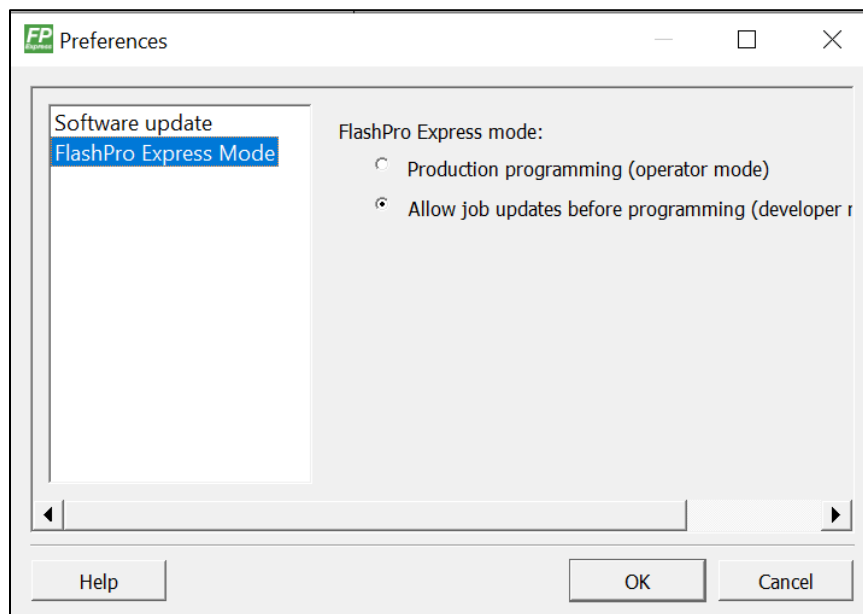 FP
Express
Preferences
Software update
FlashPro Express Mode
FlashPro Express mode:
Production programming (operator mode)
Allow job updates before programming (developer
Help
OK
Cancel